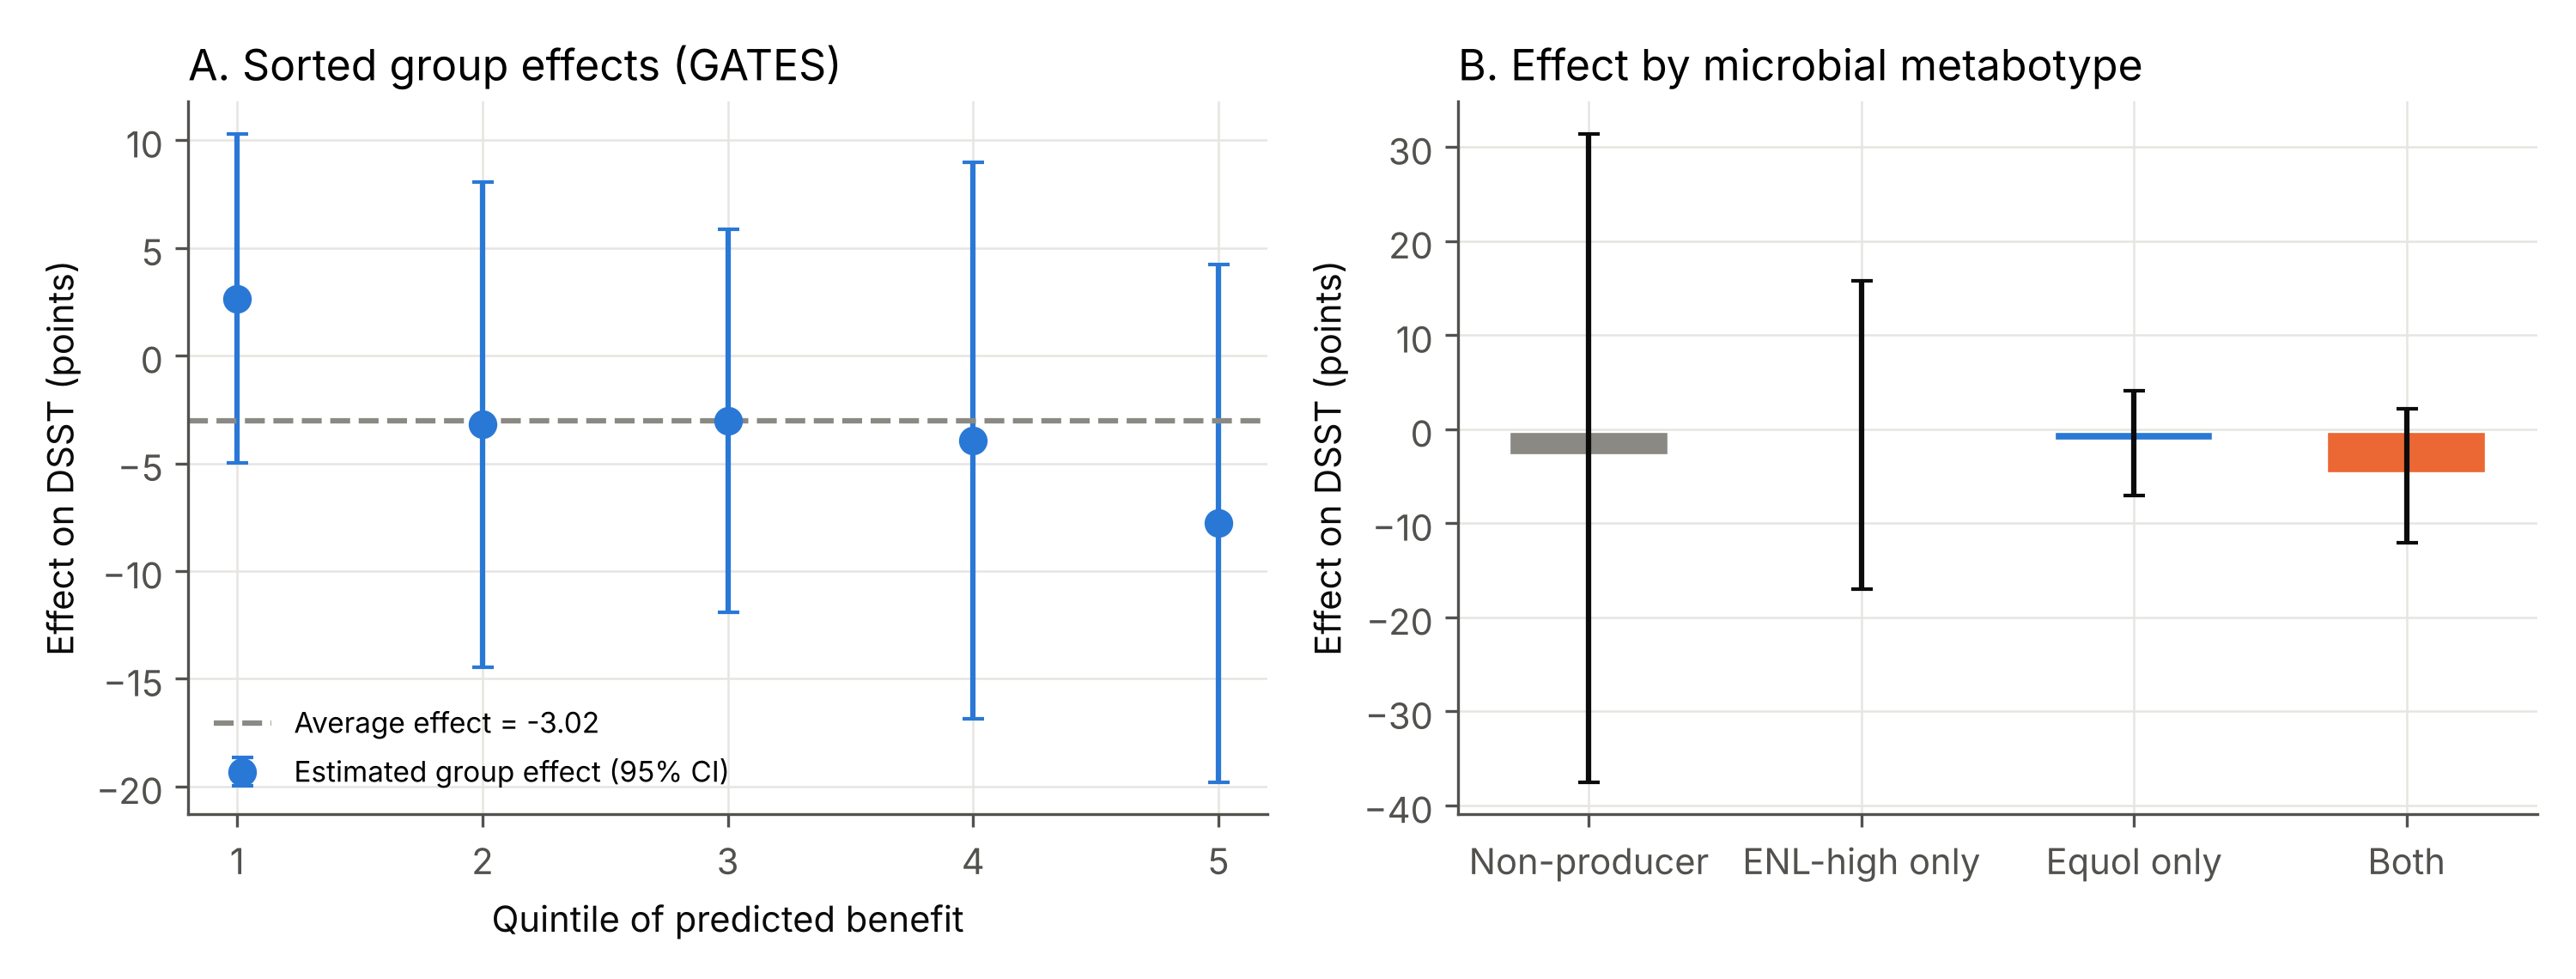 A. Sorted group effects (GATES)
Effect on DSST (points)
10
5
0
−5
−10
−15
−20
Average effect = -3.02
Estimated group effect (95% CI)
1 2 3 4 5
Quintile of predicted benefit
B. Effect by microbial metabotype
Effect on DSST (points)
30
20
10
0
−10
−20
−30
−40
Non-producer ENL-high only Equol only Both